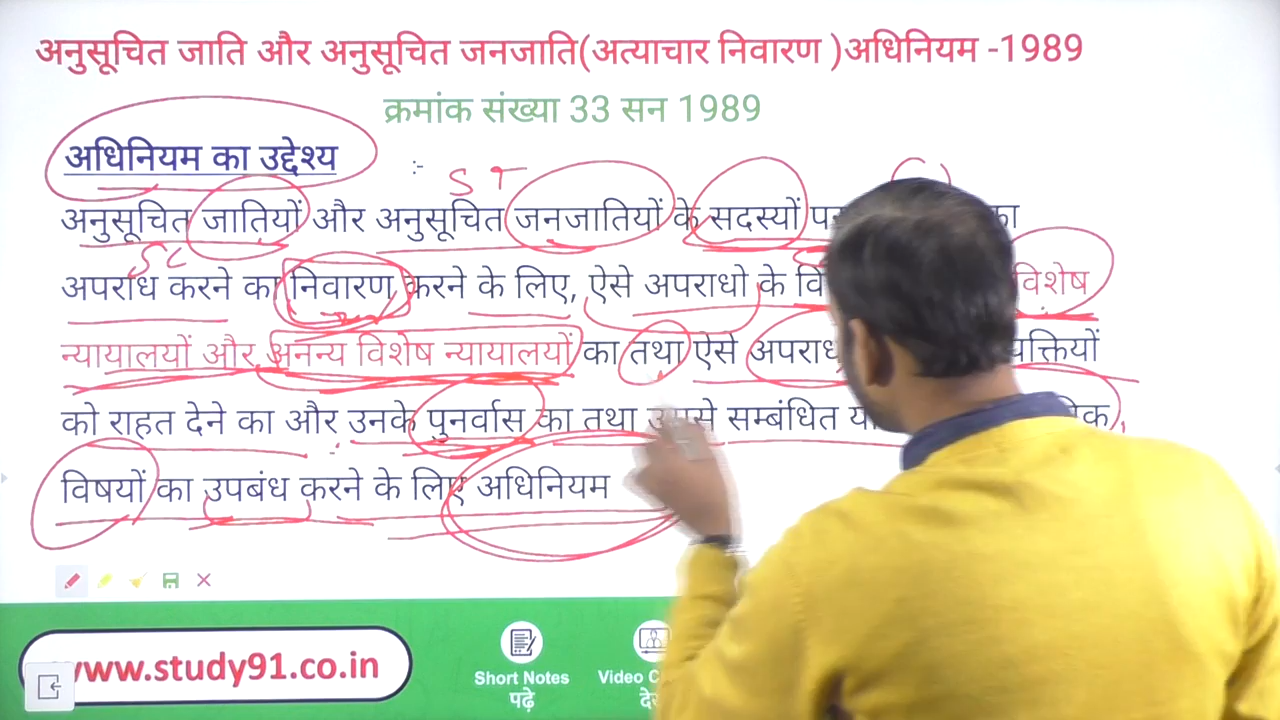 अनुसूचित जाति और अनुसूचित जनजाति(अत्याचार निवारण )अधिनियम -1989
क्रमांक संख्या 33 सन 1989
अधिनियम का उद्देश्य :-
ST
अनुसूचित जातियों और अनुसूचित जनजातियों के सदस्यों का
SC
अपराध करने का निवारण करने के लिए, ऐसे अपराधो के विशेष
न्यायालयों और अनन्य विशेष न्यायालयों का तथा ऐसे
को राहत देने का और उनके पुनर्वास का तथा उससे सम्बंधित
विषयों का उपबंध करने के लिए अधिनियम
www.study91.co.in
Short Notes
पढ़े
Video